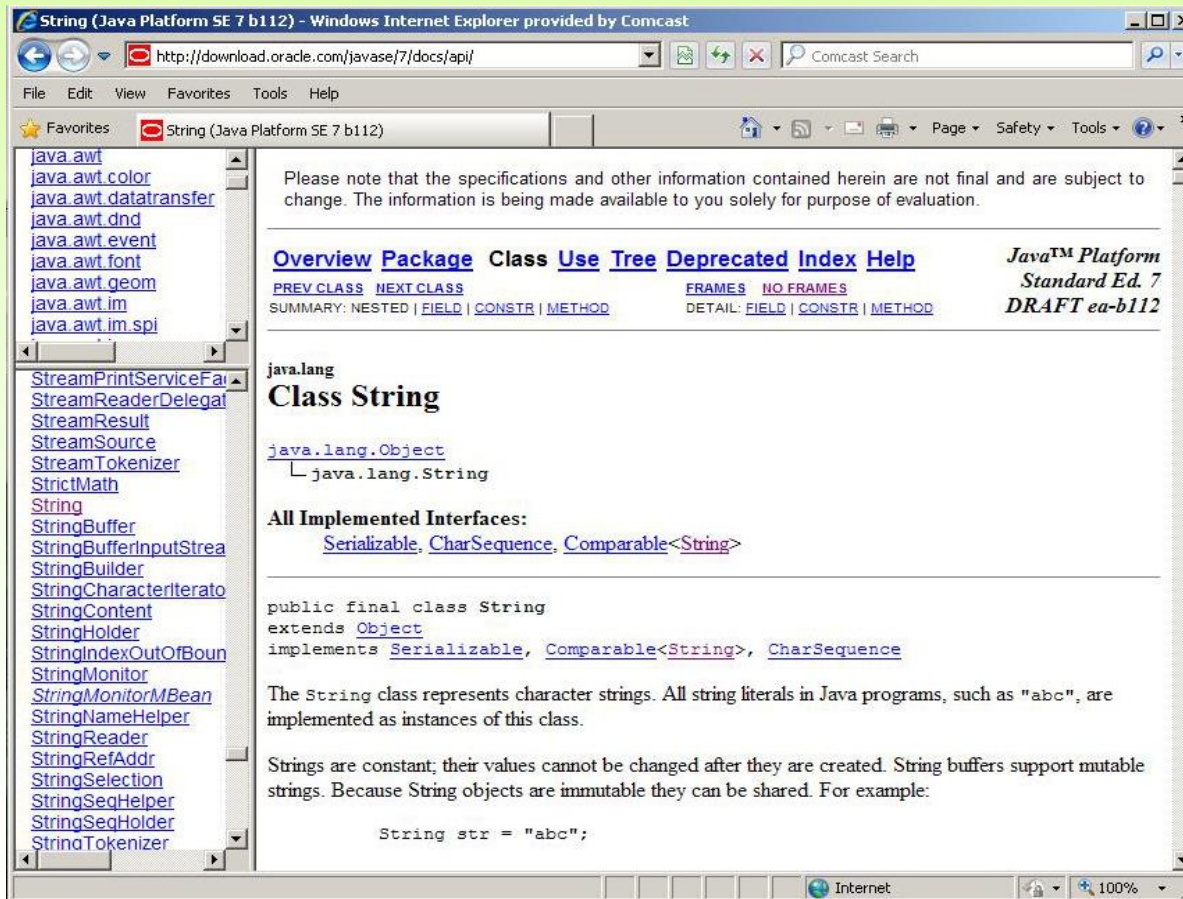 String (Java Platform SE 7 b112) - Windows Internet Explorer provided by Comcast
http://download.oracle.com/javase/7/docs/api/
Comcast Search
File Edit View Favorites Tools Help
Favorites
String (Java Platform SE 7 b112)
Page Safety Tools
java.awt
java.awt.color
java.awt.datatransfer
java.awt.dnd
java.awt.event
java.awt.font
java.awt.geom
java.awt.im
java.awt.im.spi
StreamPrintServiceFa
StreamReaderDelegat
StreamResult
StreamSource
StreamTokenizer
StrictMath
String
StringBuffer
StringBufferInputStrea
StringBuilder
StringCharacterIterato
StringContent
StringHolder
StringIndexOutOfBoun
StringMonitor
StringMonitorMBean
StringNameHelper
StringReader
StringRefAddr
StringSelection
StringSeqHelper
StringSeqHolder
StringTokenizer
Please note that the specifications and other information contained herein are not final and are subject to
change. The information is being made available to you solely for purpose of evaluation.
Overview Package Class Use Tree Deprecated Index Help
Java™ Platform
Standard Ed. 7
DRAFT ea-b112
PREV CLASS NEXT CLASS
FRAMES NO FRAMES
SUMMARY: NESTED | FIELD | CONSTR | METHOD
DETAIL: FIELD | CONSTR | METHOD
java.lang
Class String
java.lang.Object
java.lang.String
All Implemented Interfaces:
Serializable, CharSequence, Comparable<String>
public final class String
extends Object
implements Serializable, Comparable<String>, CharSequence
The String class represents character strings. All string literals in Java programs, such as "abc", are
implemented as instances of this class.
Strings are constant; their values cannot be changed after they are created. String buffers support mutable
strings. Because String objects are immutable they can be shared. For example:
String str = "abc";
Internet
100%